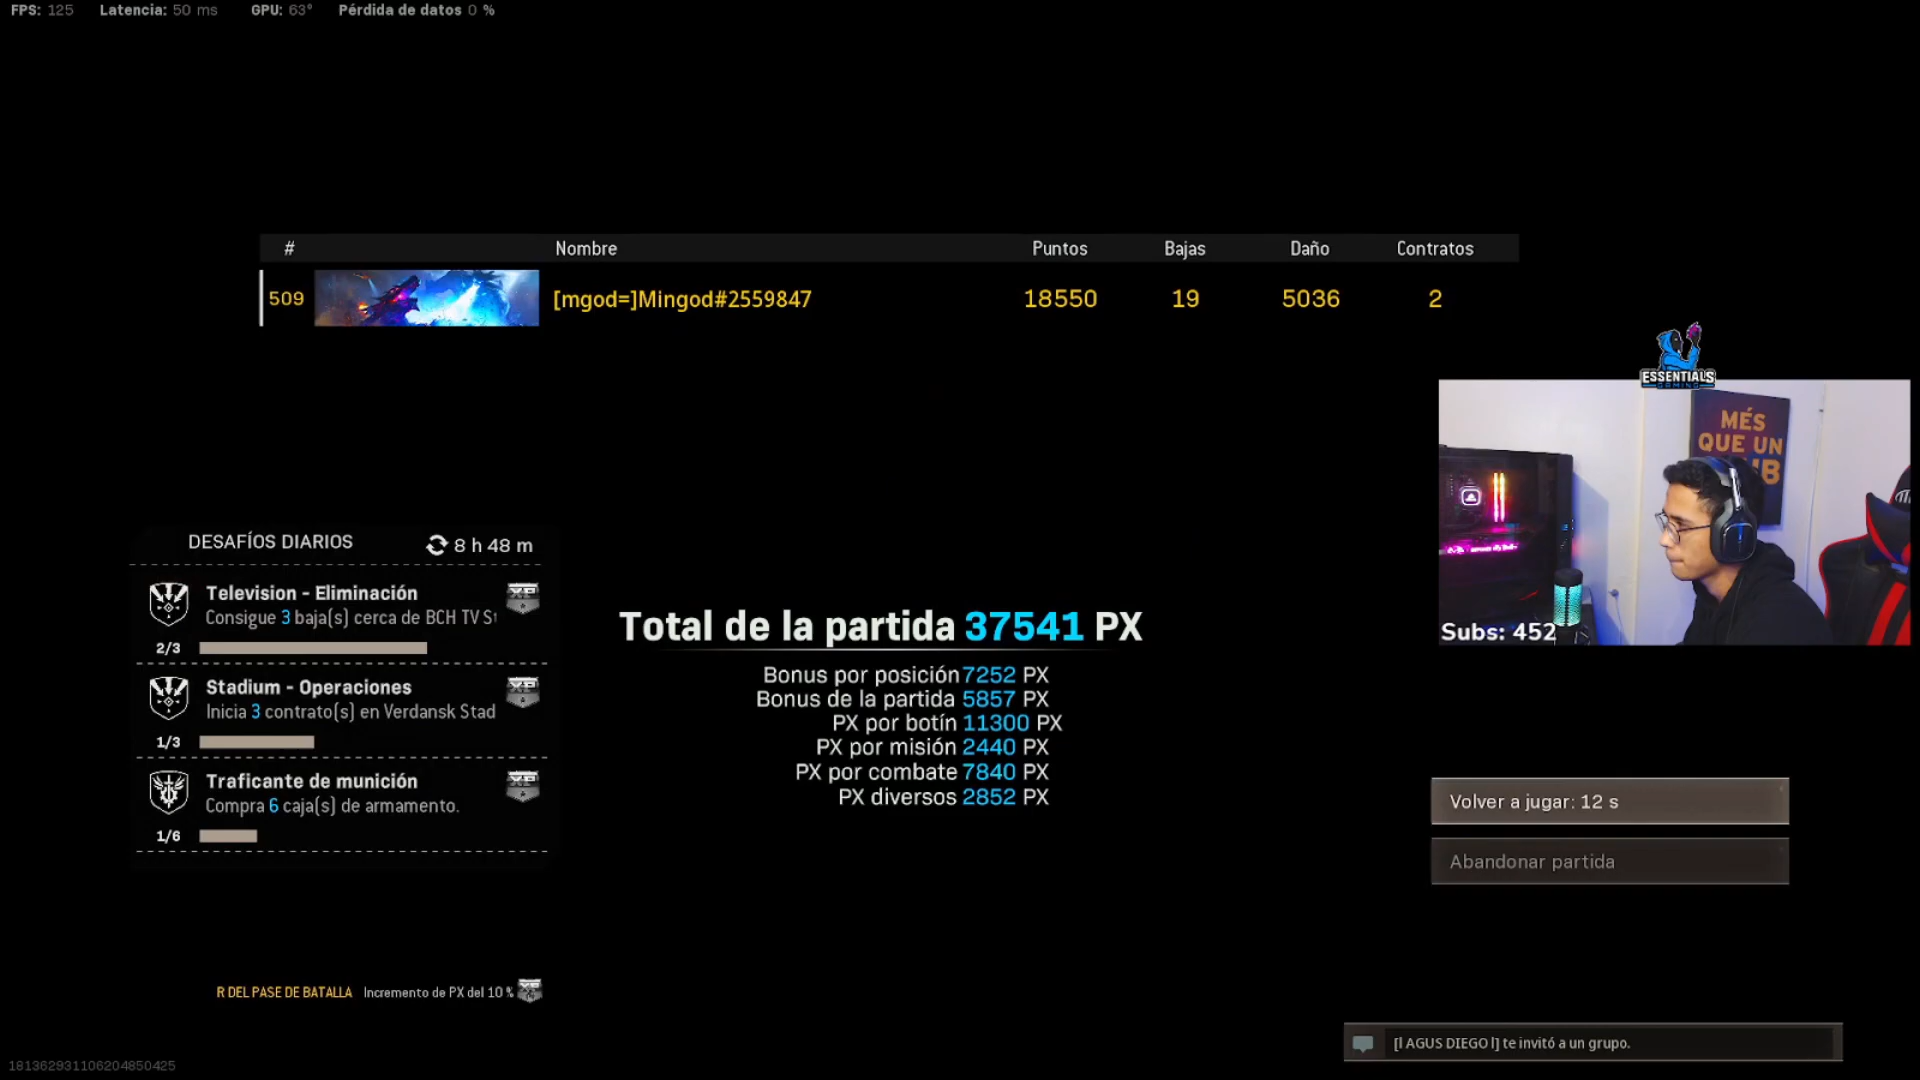 FPS: 125 Latencia: 50 ms GPU: 63° Pérdida de datos 0 %
# Nombre Puntos Bajas Daño Contratos
509 [mgod=]Mingod#2559847 18550 19 5036 2
ESSENTIALS
GAMING
MÉS
QUE UN
Subs: 452
DESAFÍOS DIARIOS 8 h 48 m
Television - Eliminación
Consigue 3 baja(s) cerca de BCH TV
2/3
Stadium - Operaciones
Inicia 3 contrato(s) en Verdansk Stad
1/3
Traficante de munición
Compra 6 caja(s) de armamento.
1/6
Total de la partida 37541 PX
Bonus por posición 7252 PX
Bonus de la partida 5857 PX
PX por botín 11300 PX
PX por misión 2440 PX
PX por combate 7840 PX
PX diversos 2852 PX
Volver a jugar: 12 s
Abandonar partida
R DEL PASE DE BATALLA Incremento de PX del 10 %
[l AGUS DIEGO l] te invitó a un grupo.
181362931106204850425